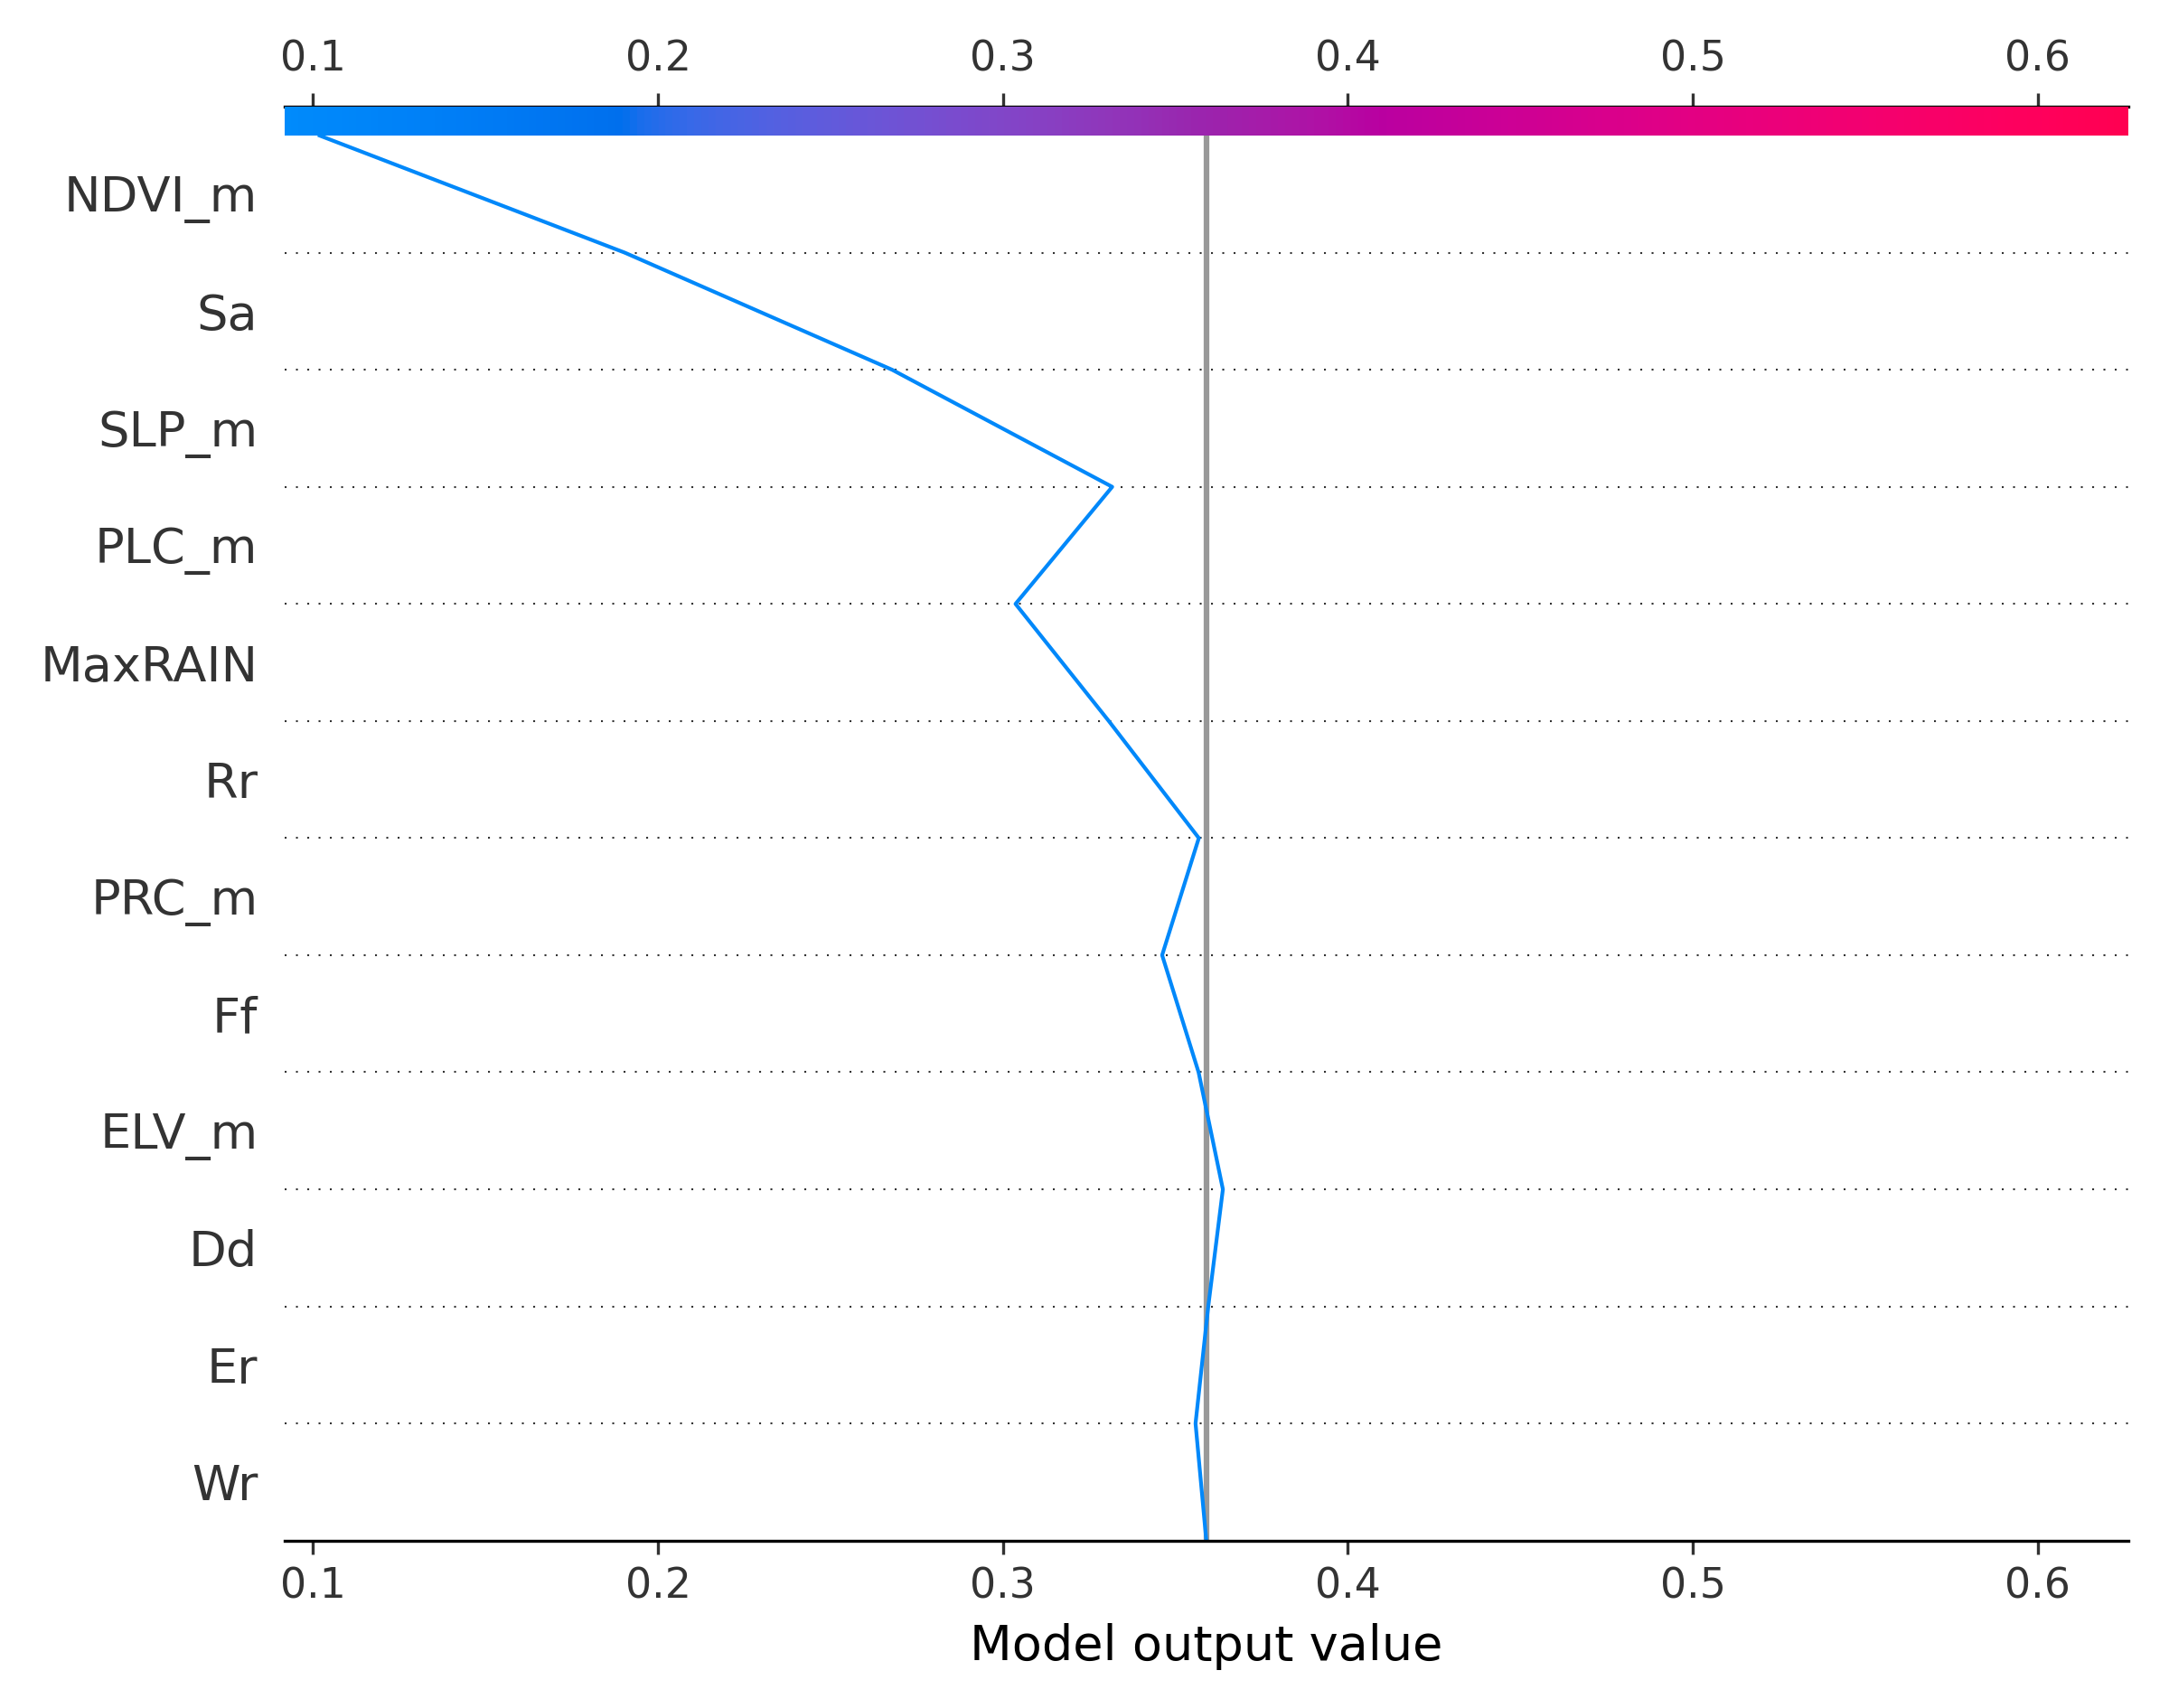 0.1 0.2 0.3 0.4 0.5 0.6
NDVI_m
Sa
SLP_m
PLC_m
MaxRAIN
Rr
PRC_m
Ff
ELV_m
Dd
Er
Wr
0.1 0.2 0.3 0.4 0.5 0.6
Model output value